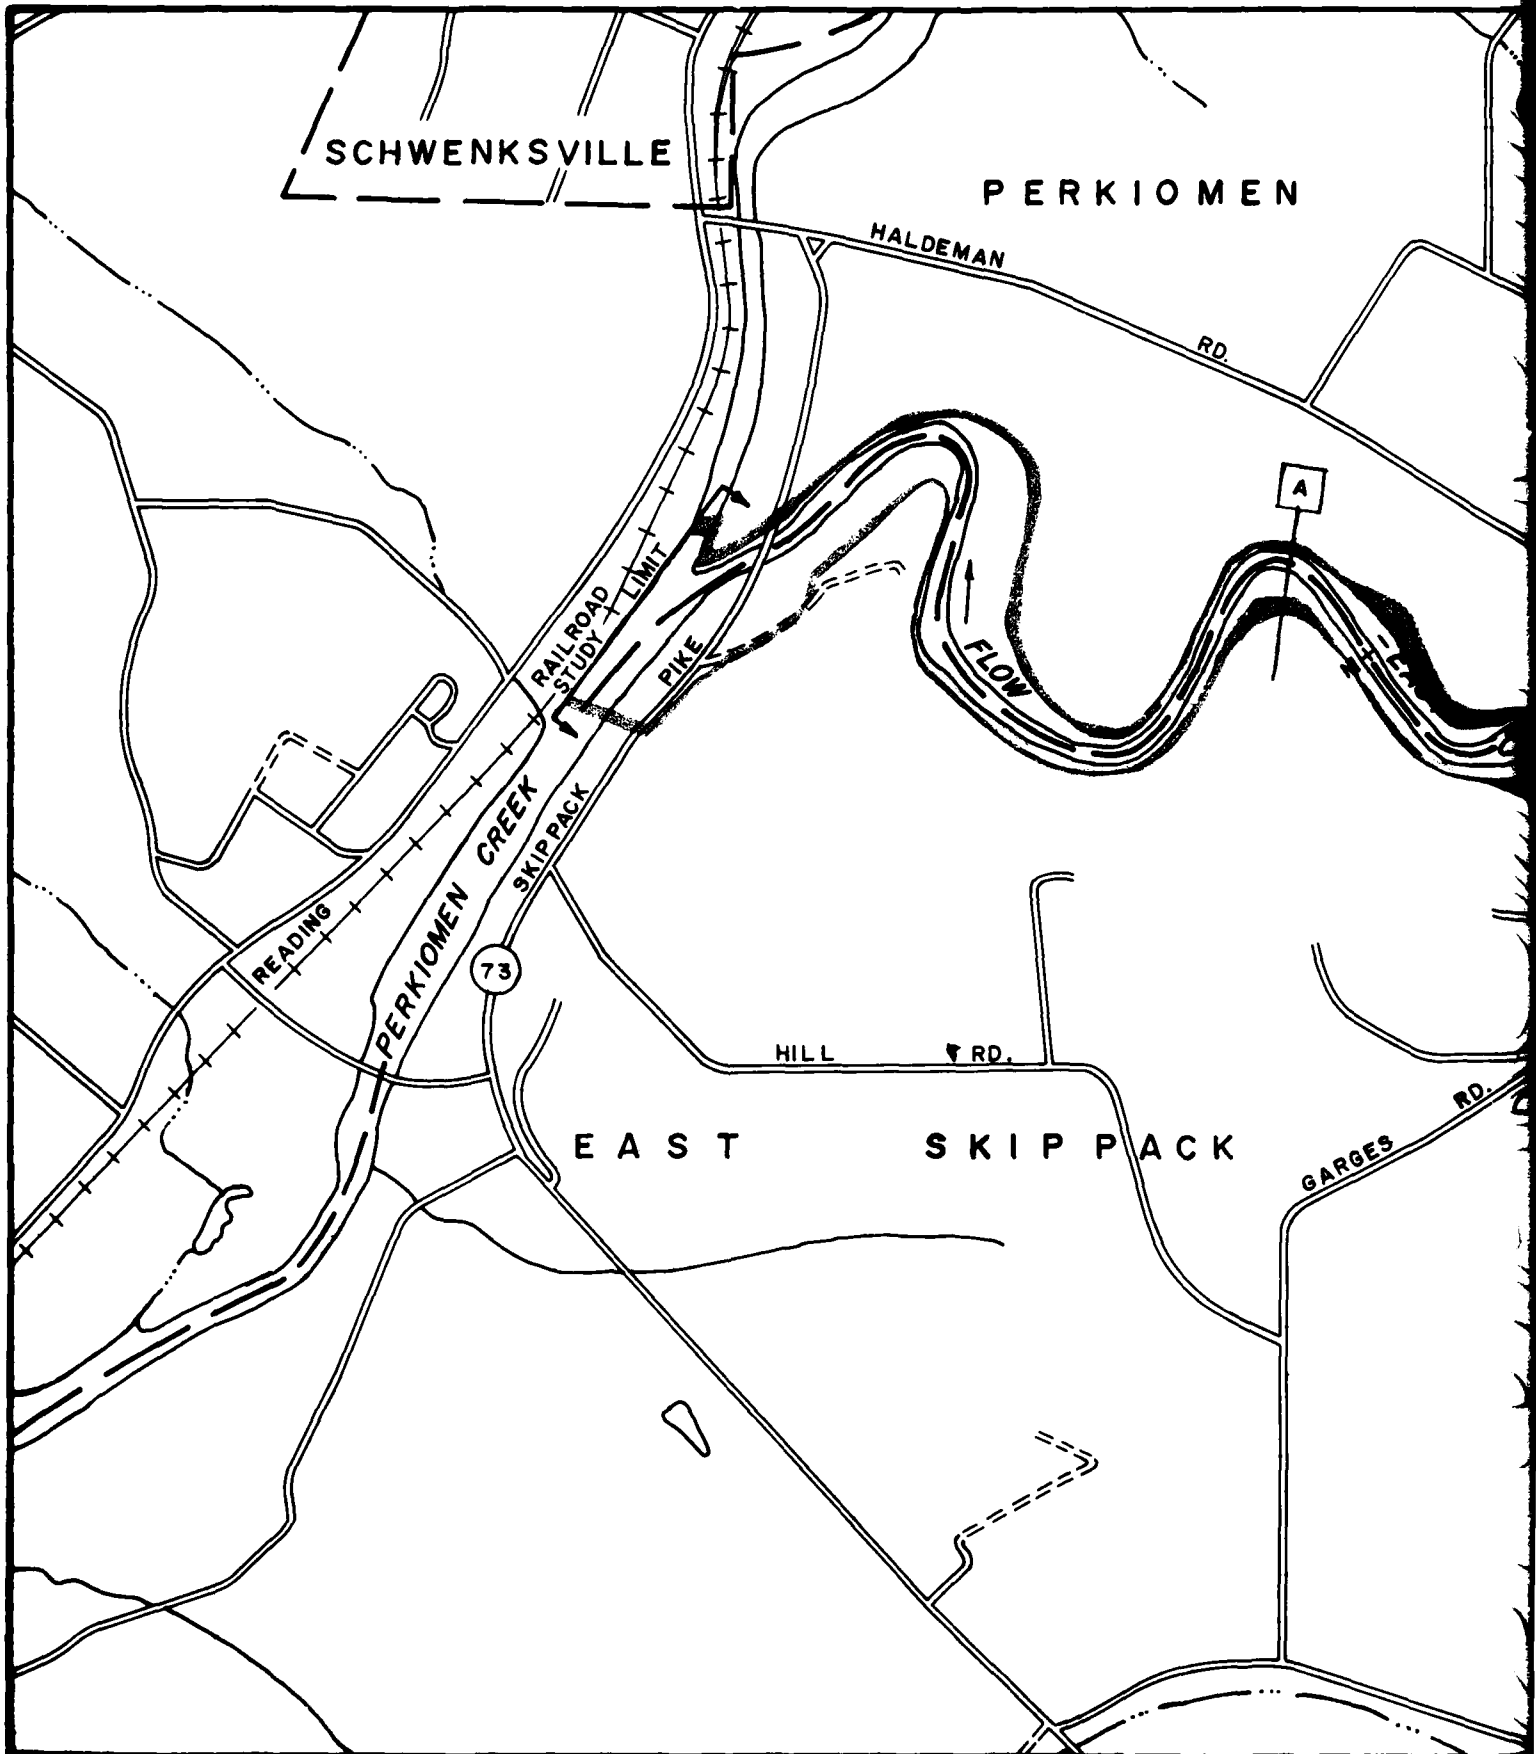 SCHWENKSVILLE
PERKIOMEN
HALDEMAN
RD.
A
RAILROAD
STUDY LIMIT
PIKE
FLOW
PERKIOMEN CREEK
SKIPPACK
READING
73
HILL RD.
RD.
GARGES
EAST SKIPPACK